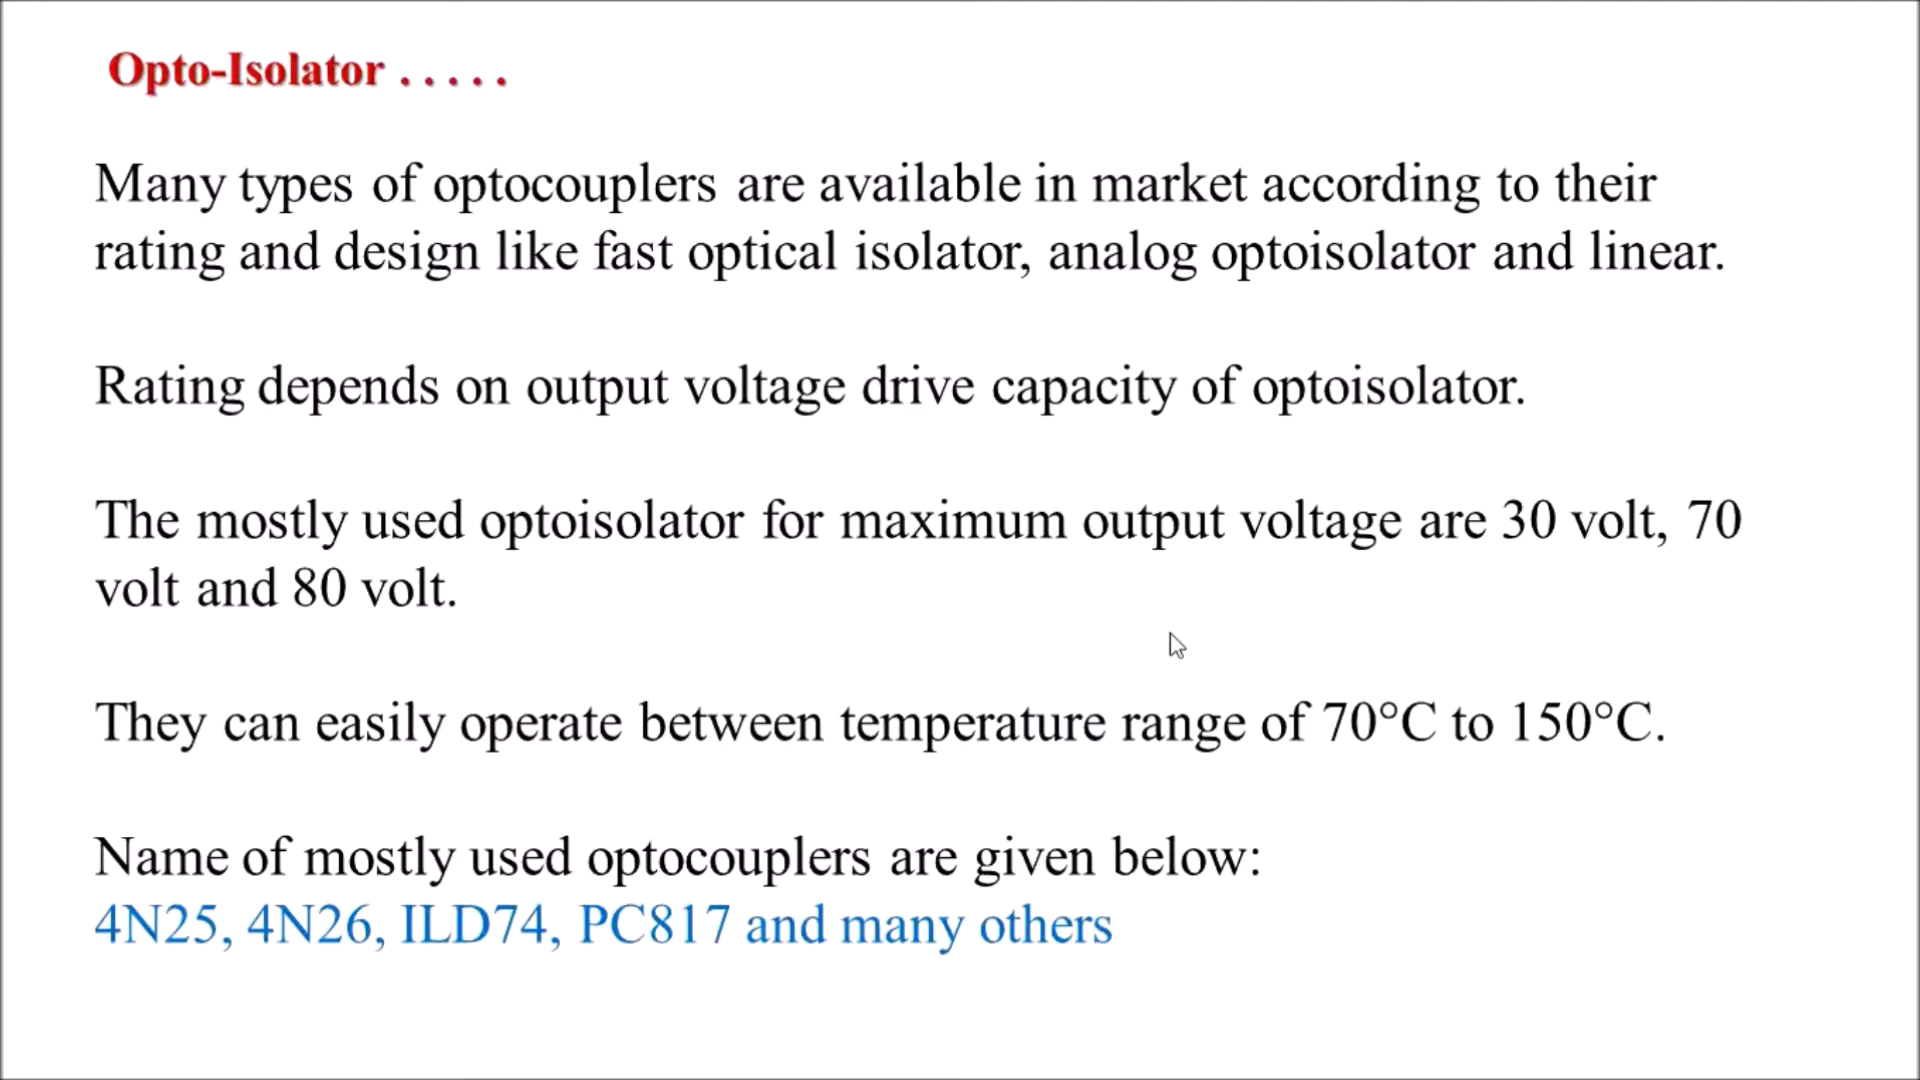 Opto-Isolator . . . . .
Many types of optocouplers are available in market according to their
rating and design like fast optical isolator, analog optoisolator and linear.
Rating depends on output voltage drive capacity of optoisolator.
The mostly used optoisolator for maximum output voltage are 30 volt, 70
volt and 80 volt.
They can easily operate between temperature range of 70°C to 150°C.
Name of mostly used optocouplers are given below:
4N25, 4N26, ILD74, PC817 and many others